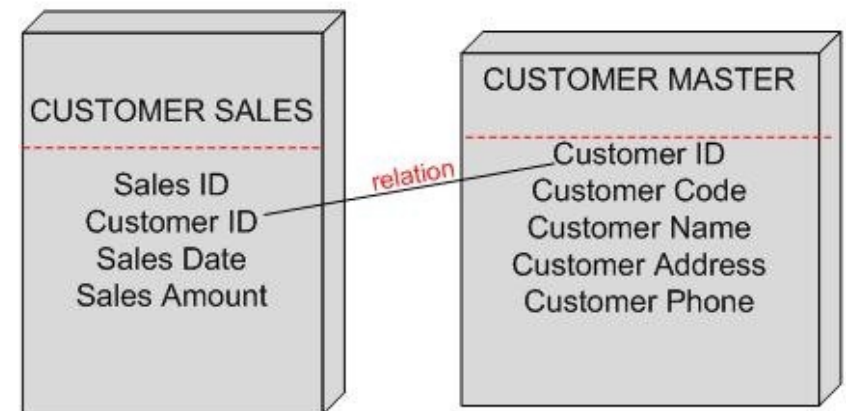 CUSTOMER SALES
Sales ID
Customer ID
Sales Date
Sales Amount
relation
CUSTOMER MASTER
Customer ID
Customer Code
Customer Name
Customer Address
Customer Phone